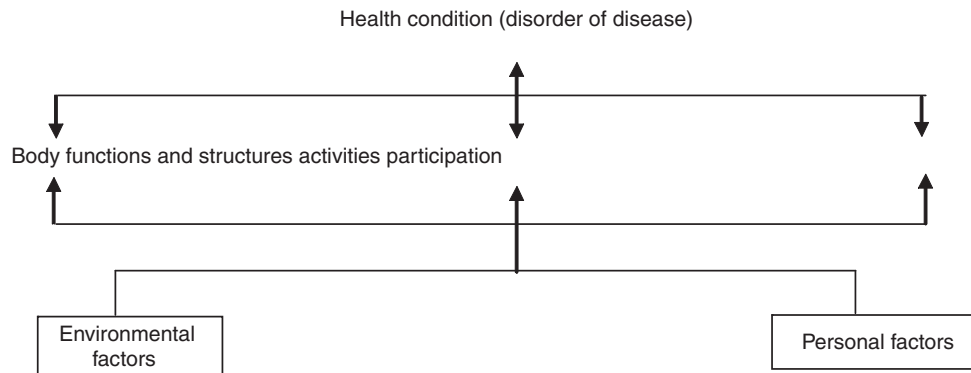 Health condition (disorder of disease)
Body functions and structures activities participation
Environmental
factors
Personal factors